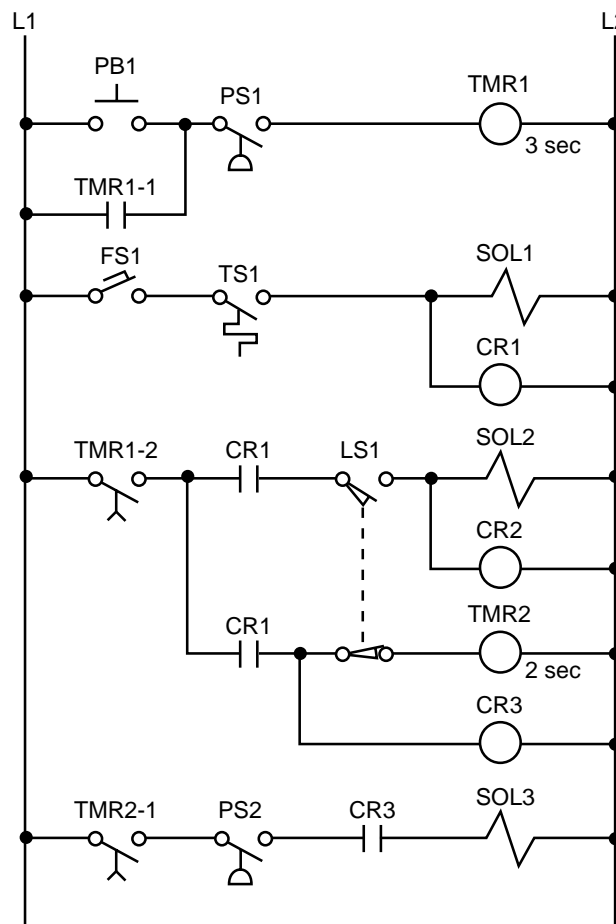 L1
PB1
PS1
TMR1
3 sec
TMR1-1
FS1
TS1
SOL1
CR1
TMR1-2
CR1
LS1
SOL2
CR2
CR1
TMR2
2 sec
CR3
TMR2-1
PS2
CR3
SOL3